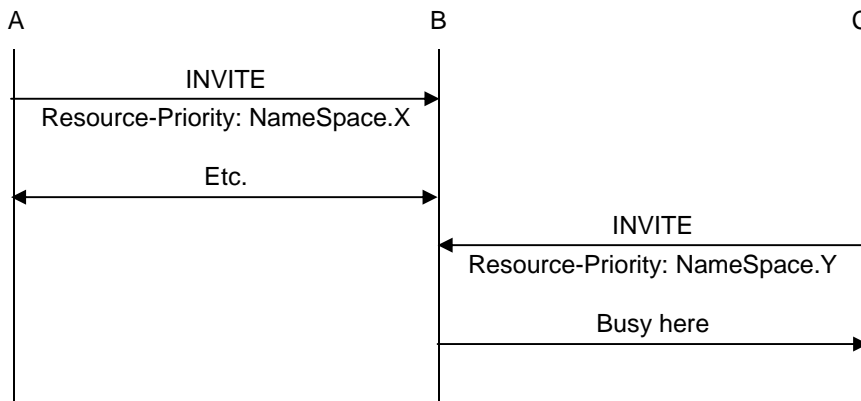 A B C
INVITE
Resource-Priority: NameSpace.X
Etc.
INVITE
Resource-Priority: NameSpace.Y
Busy here